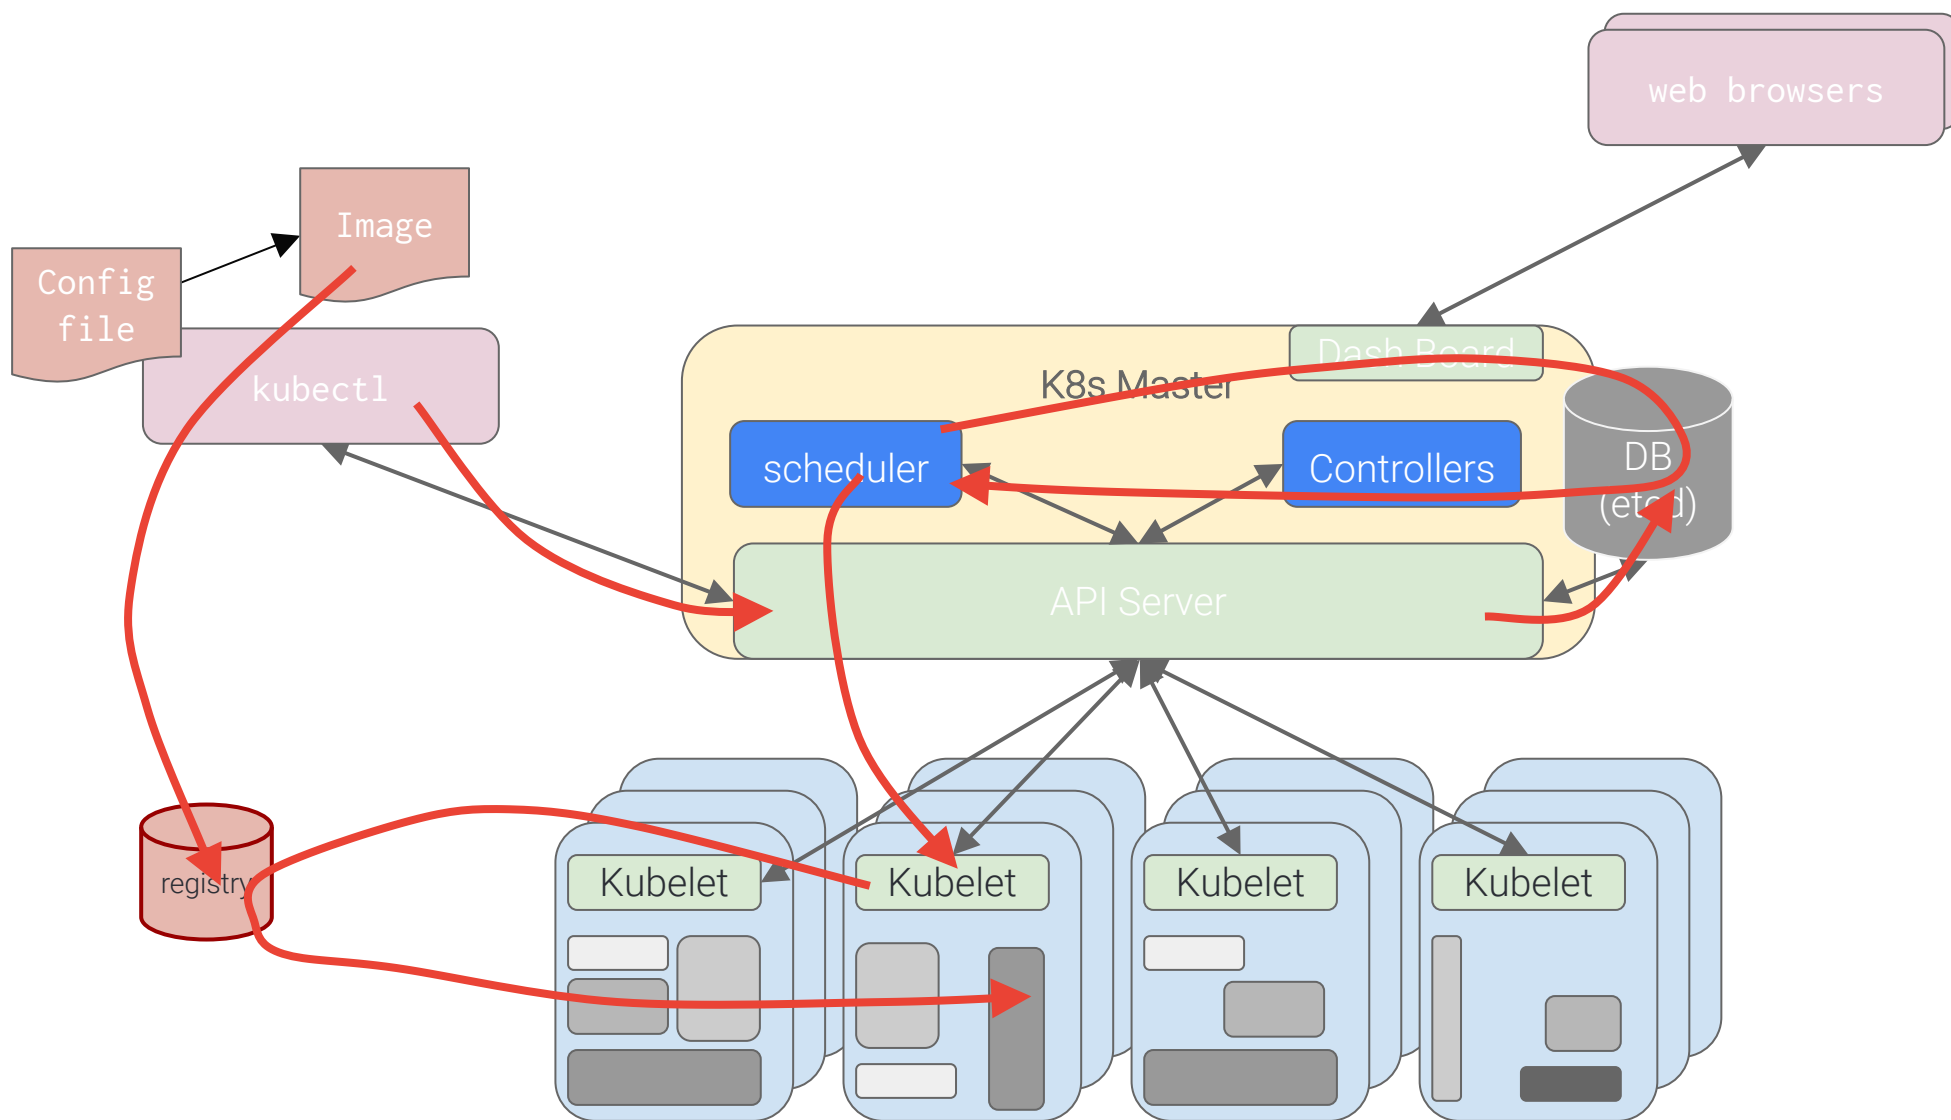 web browsers
Image
Config
file
kubectl
Dash Board
K8s Master
scheduler
Controllers
DB
(etcd)
API Server
registry
Kubelet
Kubelet
Kubelet
Kubelet